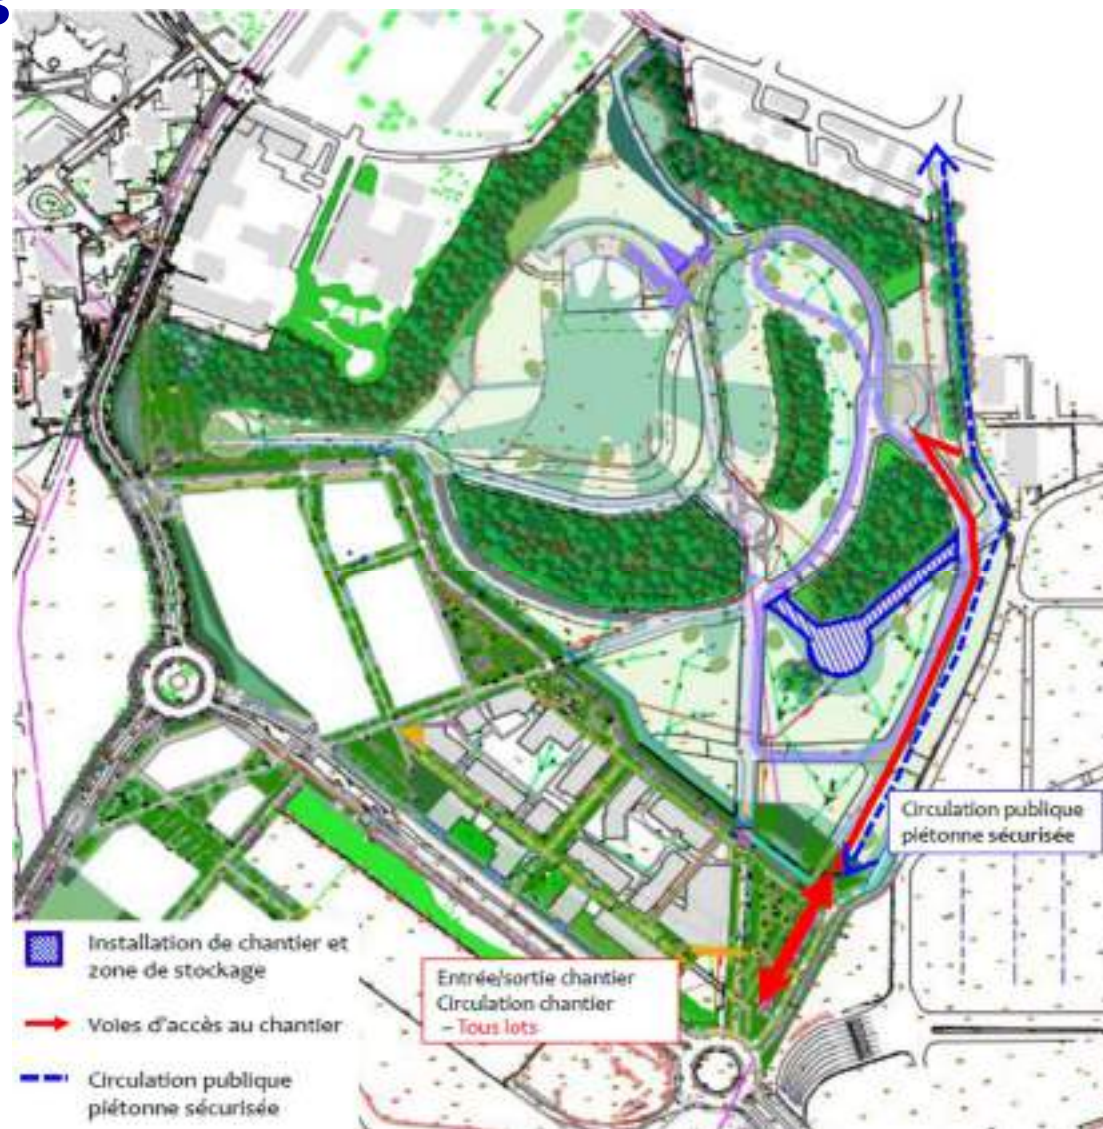 s
Circulation publique
piétonne sécurisée
Entrée/sortie chantier
Circulation chantier
– Tous lots
Installation de chantier et
zone de stockage
Voies d'accès au chantier
Circulation publique
piétonne sécurisée